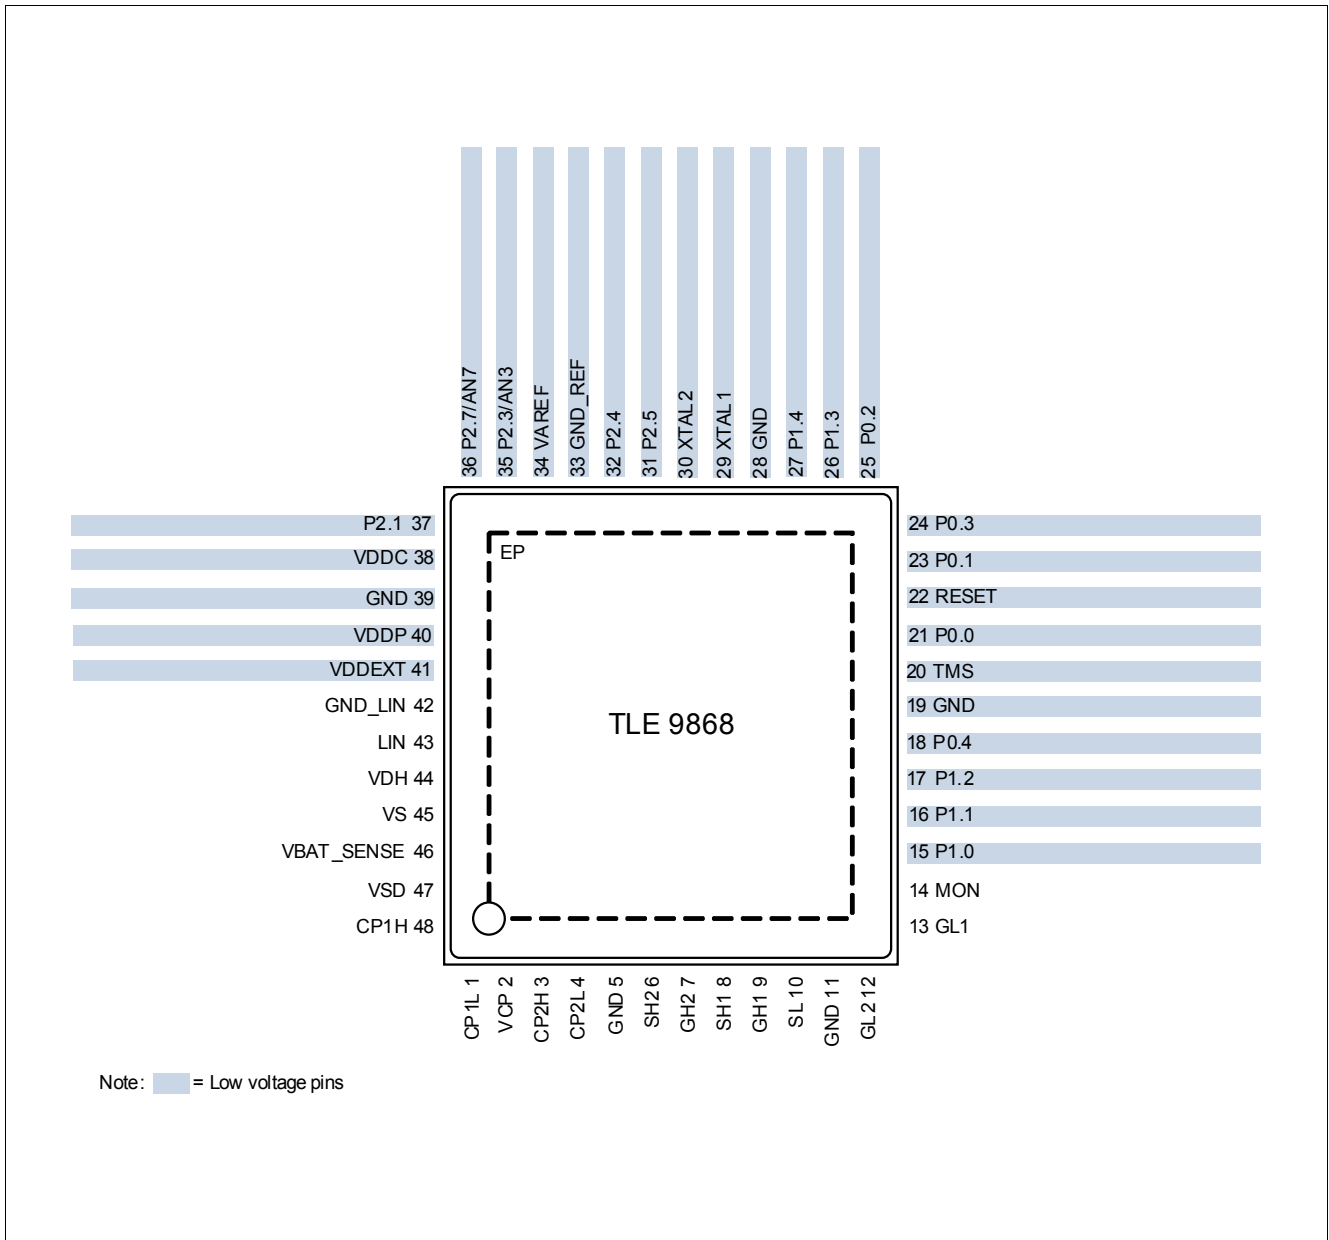 36 P2.7/AN7
35 P2.3/AN3
34 VAREF
33 GND_REF
32 P2.4
31 P2.5
30 XTAL2
29 XTAL1
28 GND
27 P1.4
26 P1.3
25 P0.2
P2.1 37
VDDC 38
GND 39
VDDP 40
VDDEXT 41
GND_LIN 42
LIN 43
VDH 44
VS 45
VBAT_SENSE 46
VSD 47
CP1H 48
EP
TLE 9868
24 P0.3
23 P0.1
22 RESET
21 P0.0
20 TMS
19 GND
18 P0.4
17 P1.2
16 P1.1
15 P1.0
14 MON
13 GL1
CP1L 1
VCP 2
CP2H 3
CP2L 4
GND 5
SH2 6
GH2 7
SH1 8
GH1 9
SL 10
GND 11
GL2 12
Note: = Low voltage pins